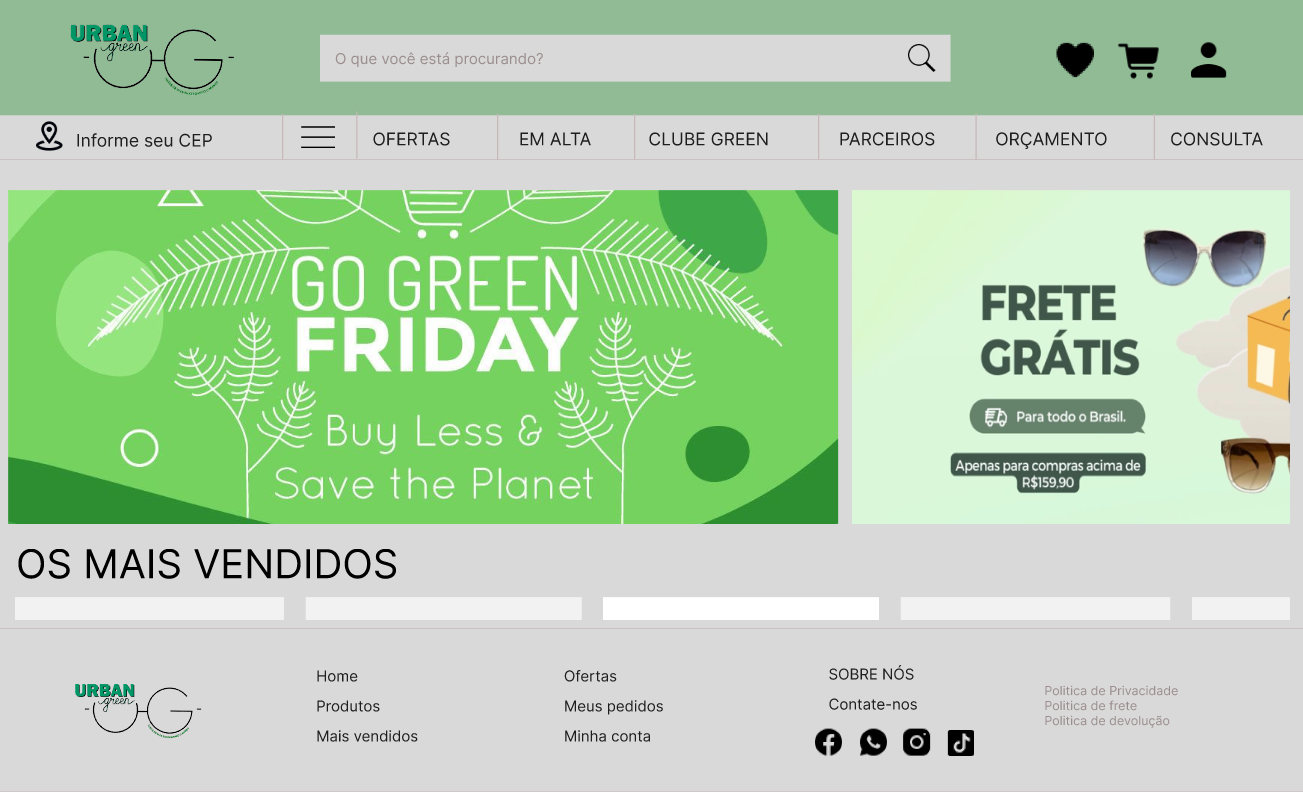 URBAN
green
O que você está procurando?
Informe seu CEP
OFERTAS
EM ALTA
CLUBE GREEN
PARCEIROS
ORÇAMENTO
CONSULTA
GO GREEN
FRIDAY
Buy Less &
Save the Planet
FRETE
GRÁTIS
Para todo o Brasil.
Apenas para compras acima de
R$159,90
OS MAIS VENDIDOS
URBAN
green
Home
Produtos
Mais vendidos
Ofertas
Meus pedidos
Minha conta
SOBRE NÓS
Contate-nos
Politica de Privacidade
Politica de frete
Politica de devolução